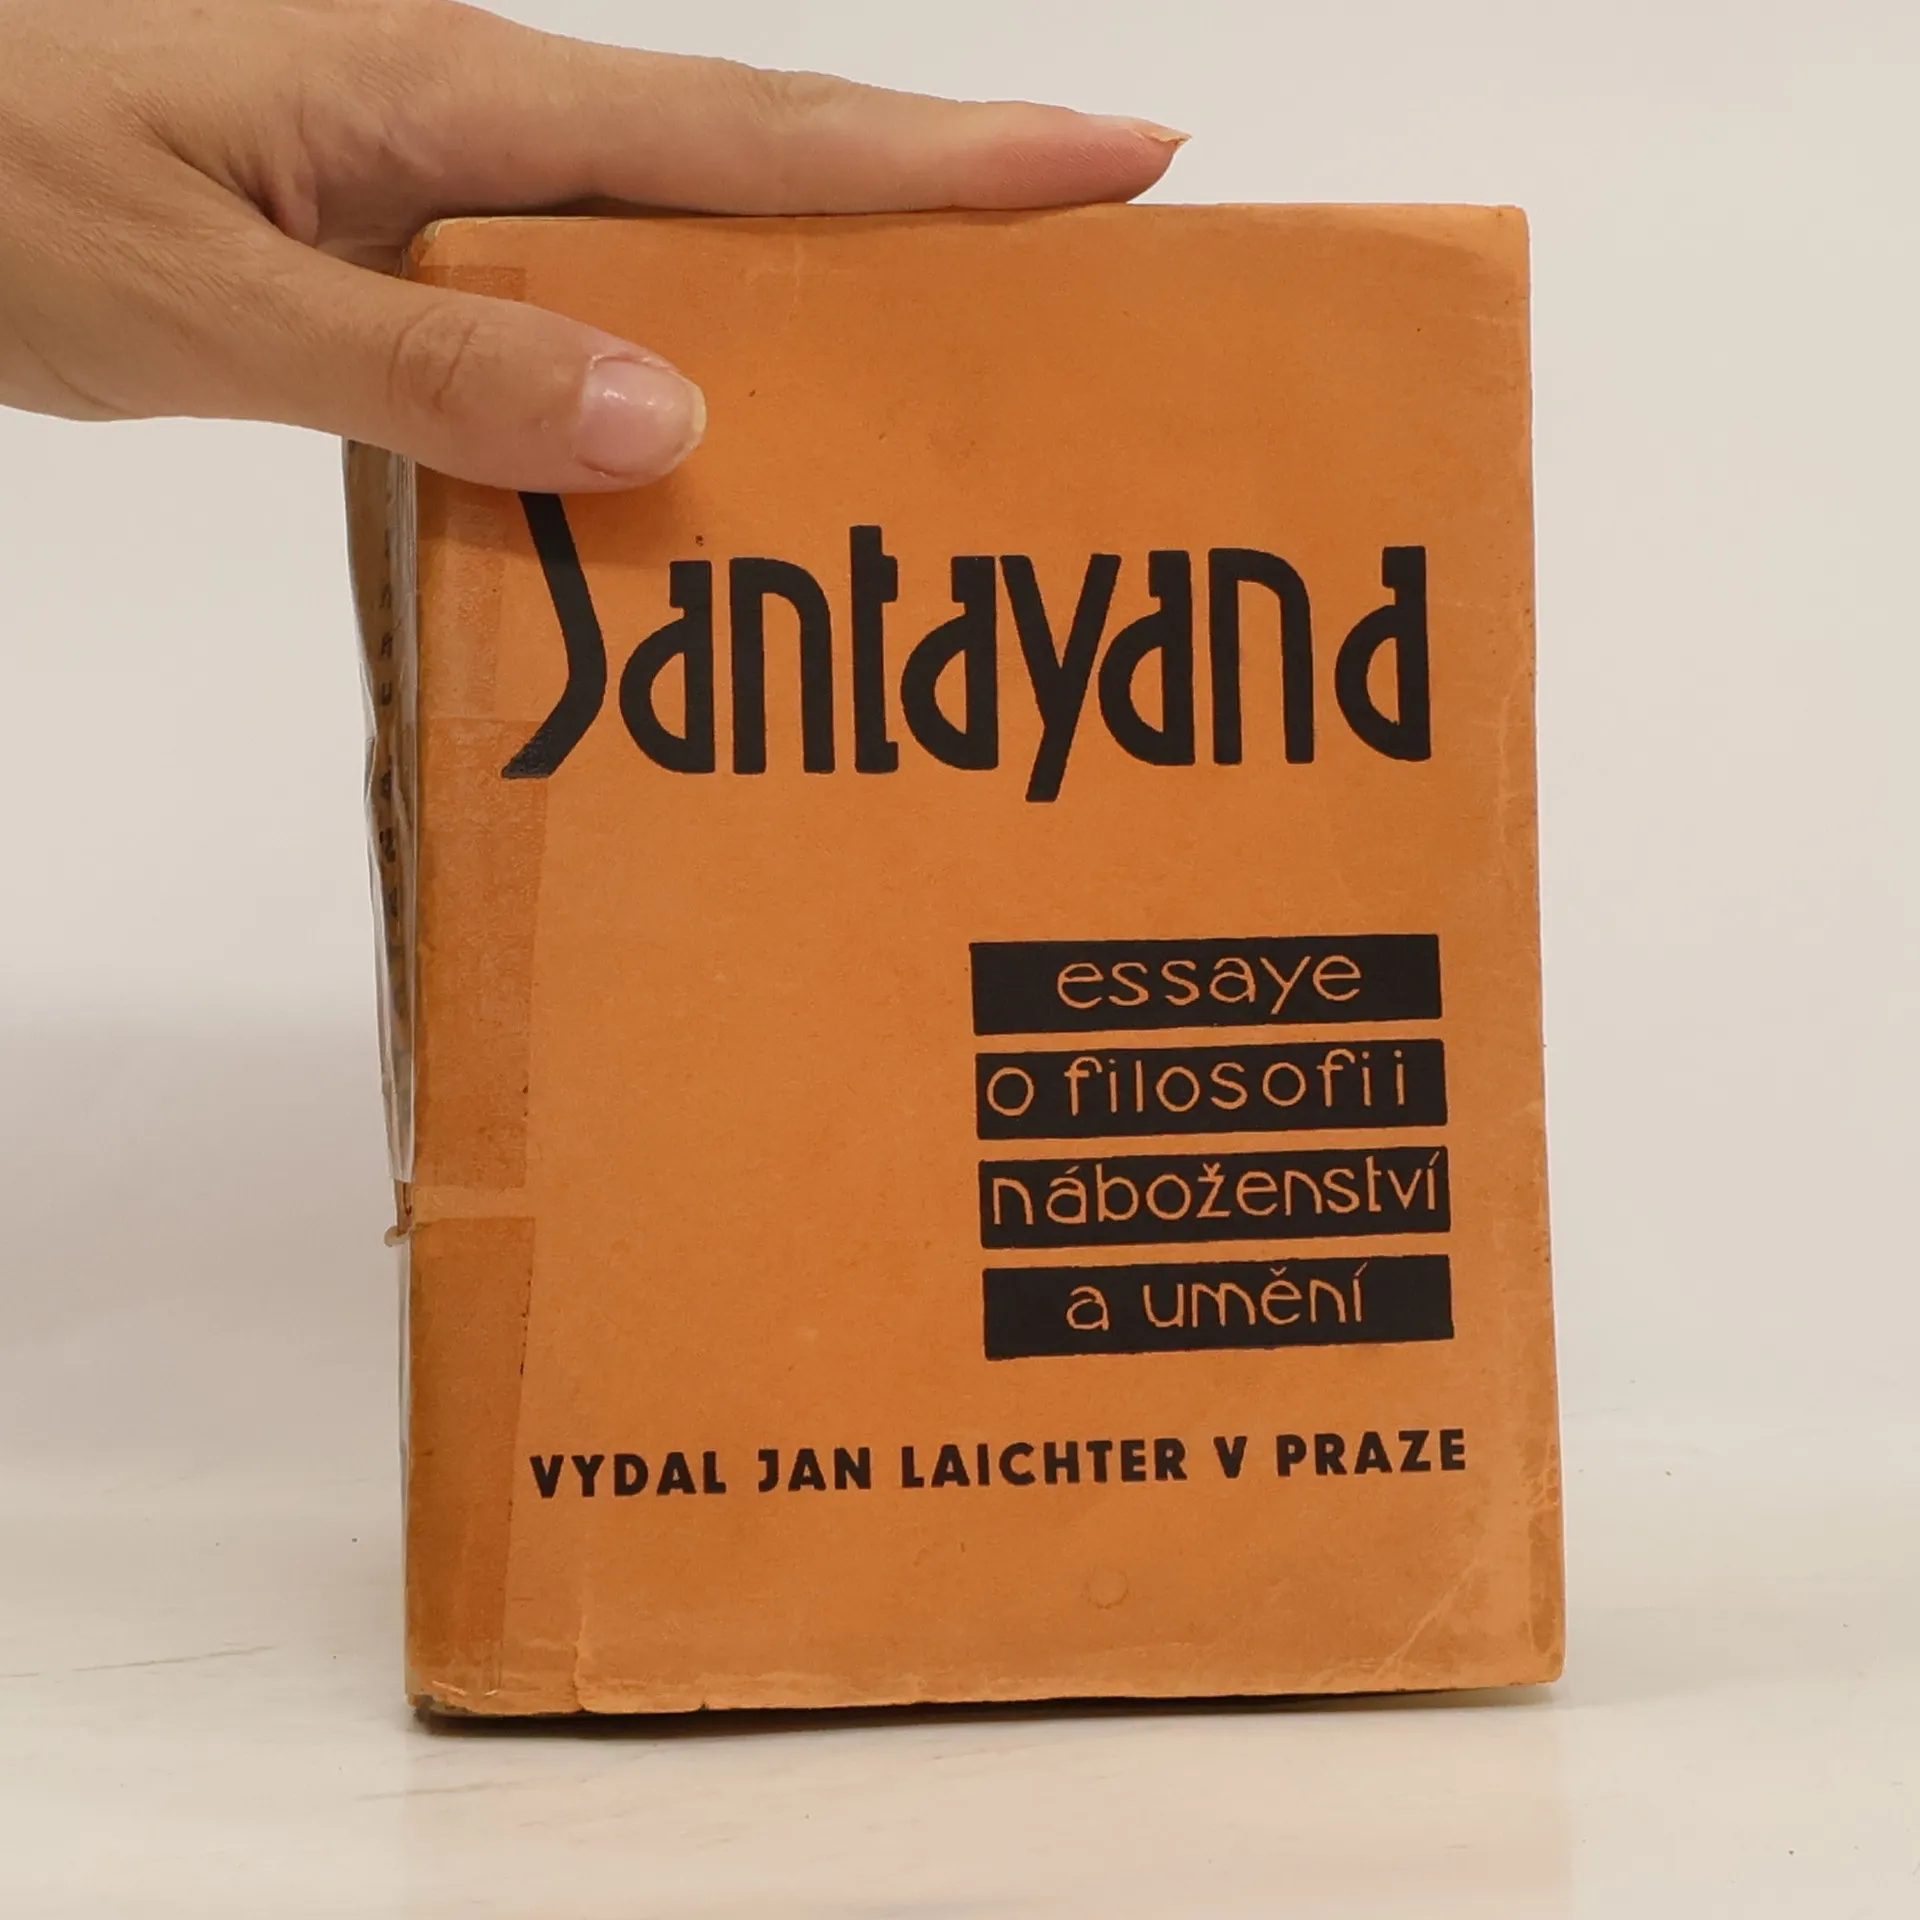 Santayana
essaye
o filosofii
náboženství
a umění
VYDAL JAN LAICHTER V PRAZE